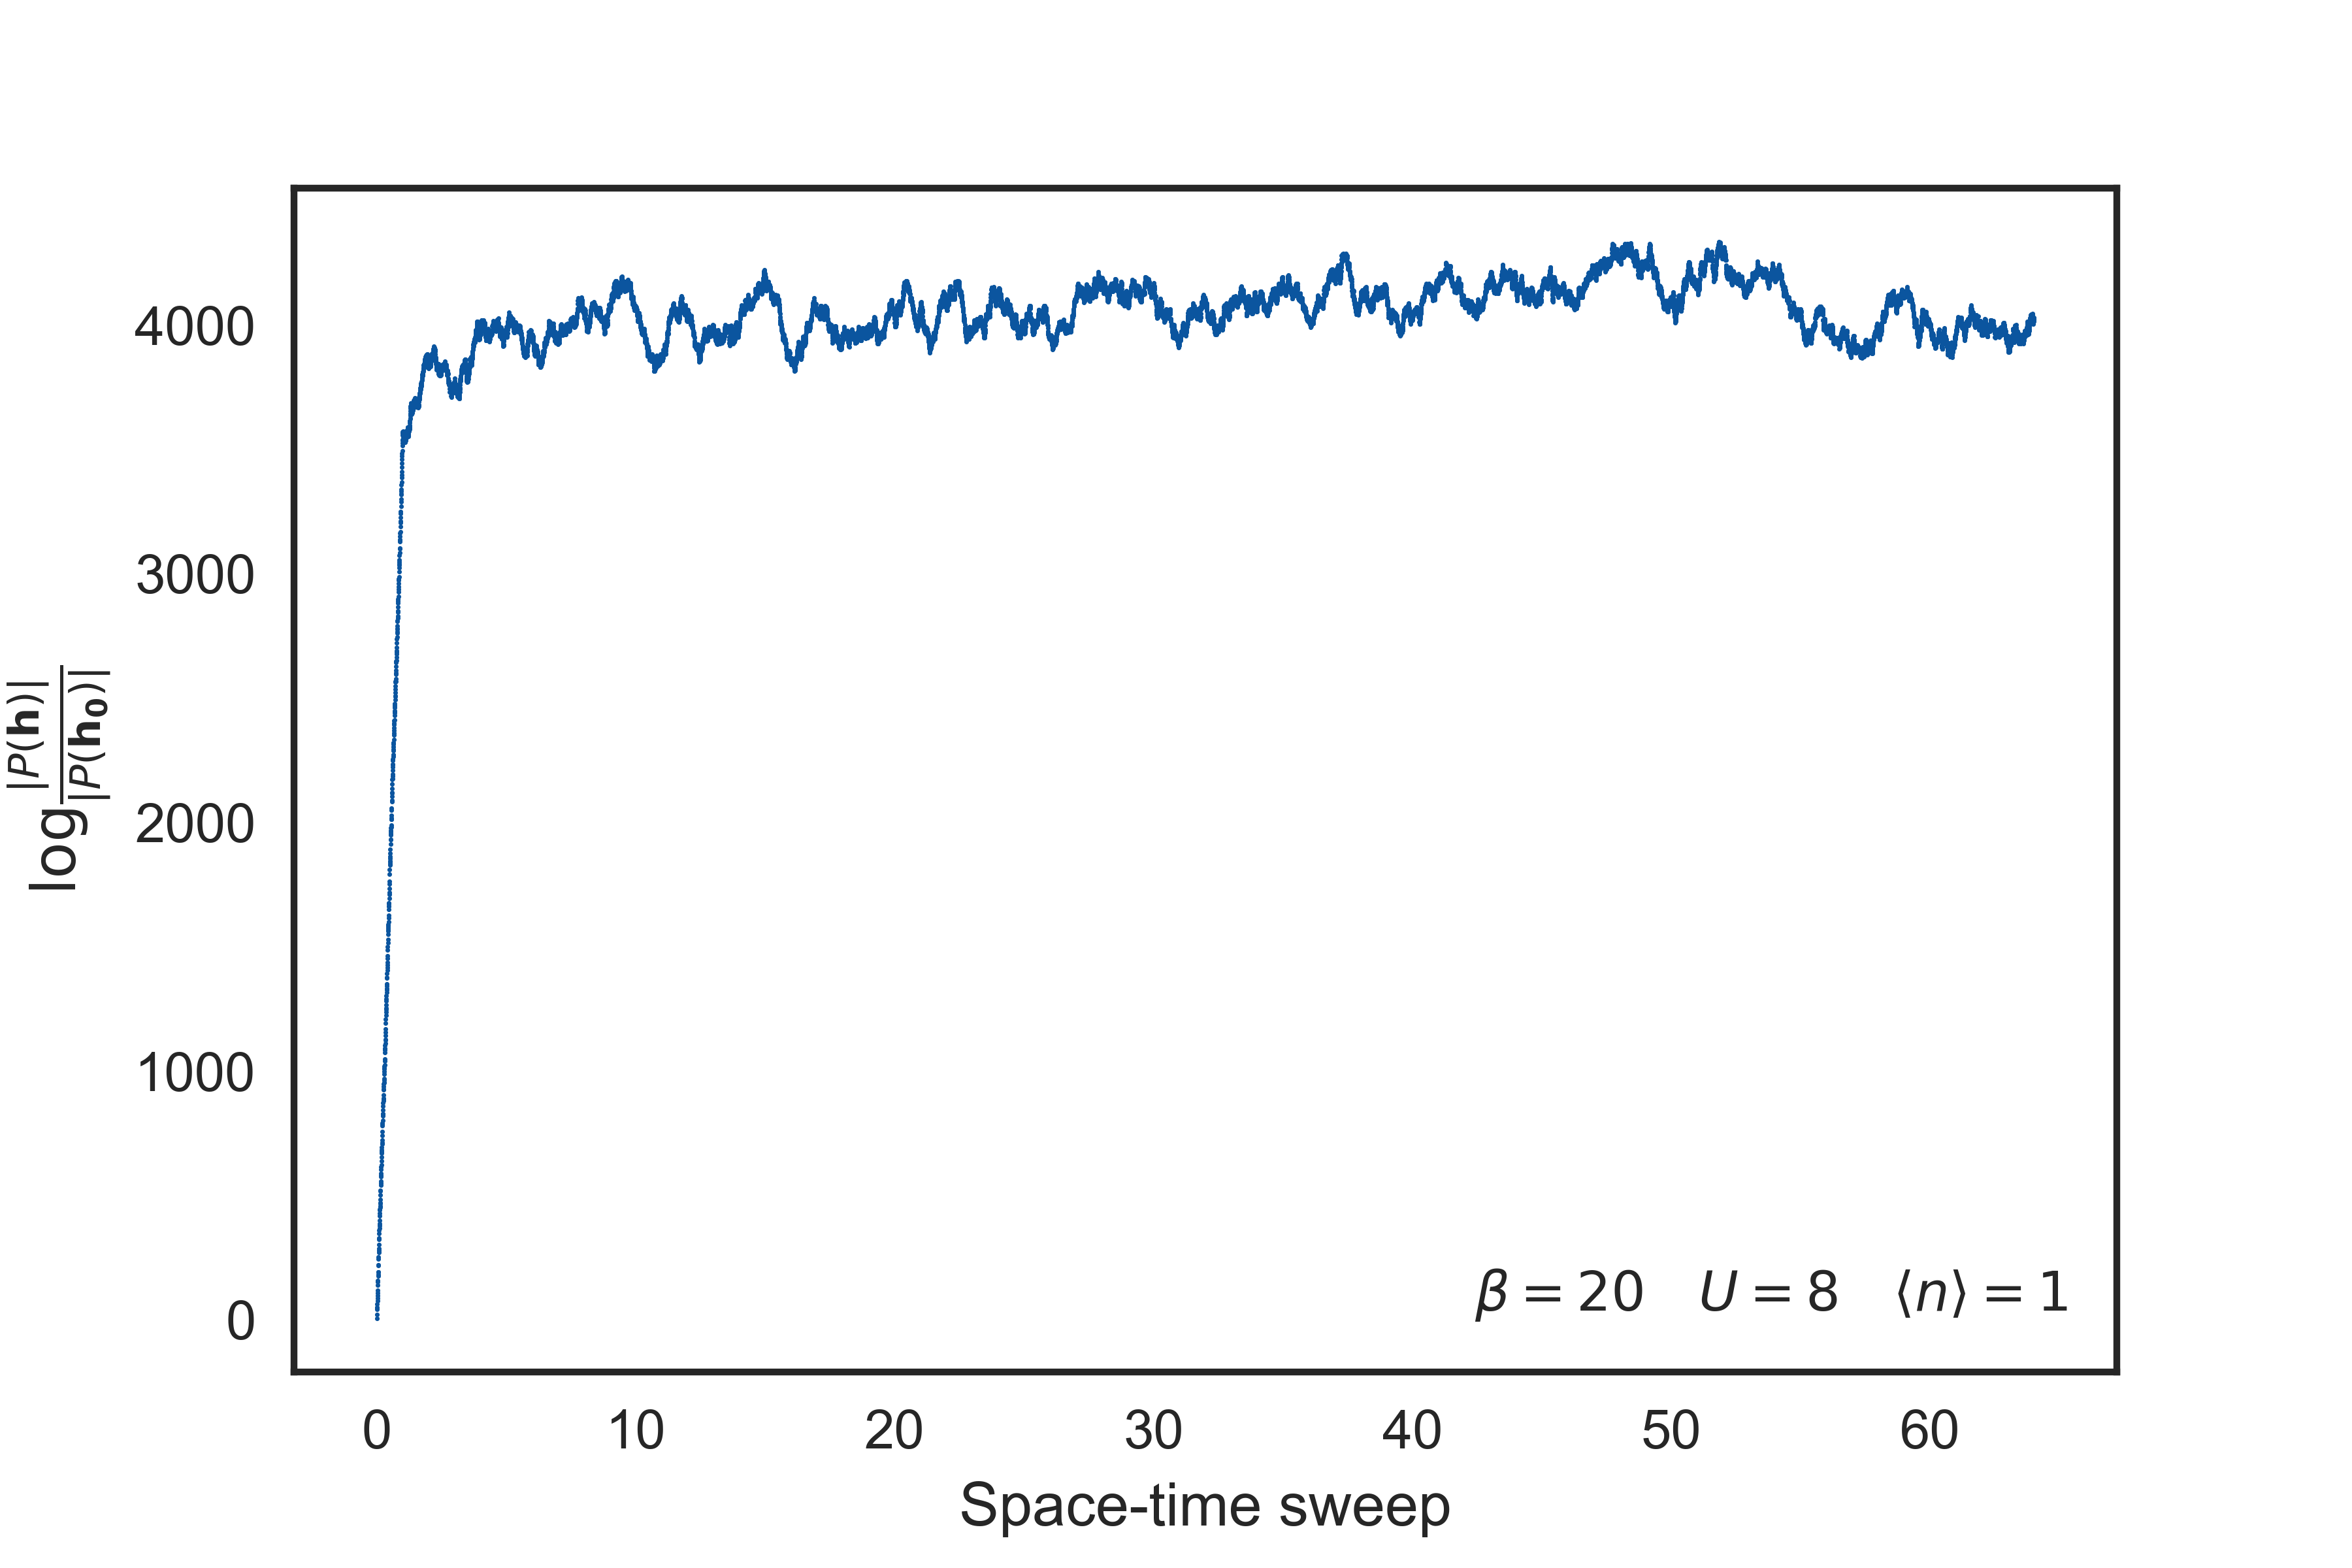 log |P(𝐡)| / |P(𝐡₀)|
4000
3000
2000
1000
0
β = 20 U = 8 ⟨n⟩ = 1
0 10 20 30 40 50 60
Space-time sweep